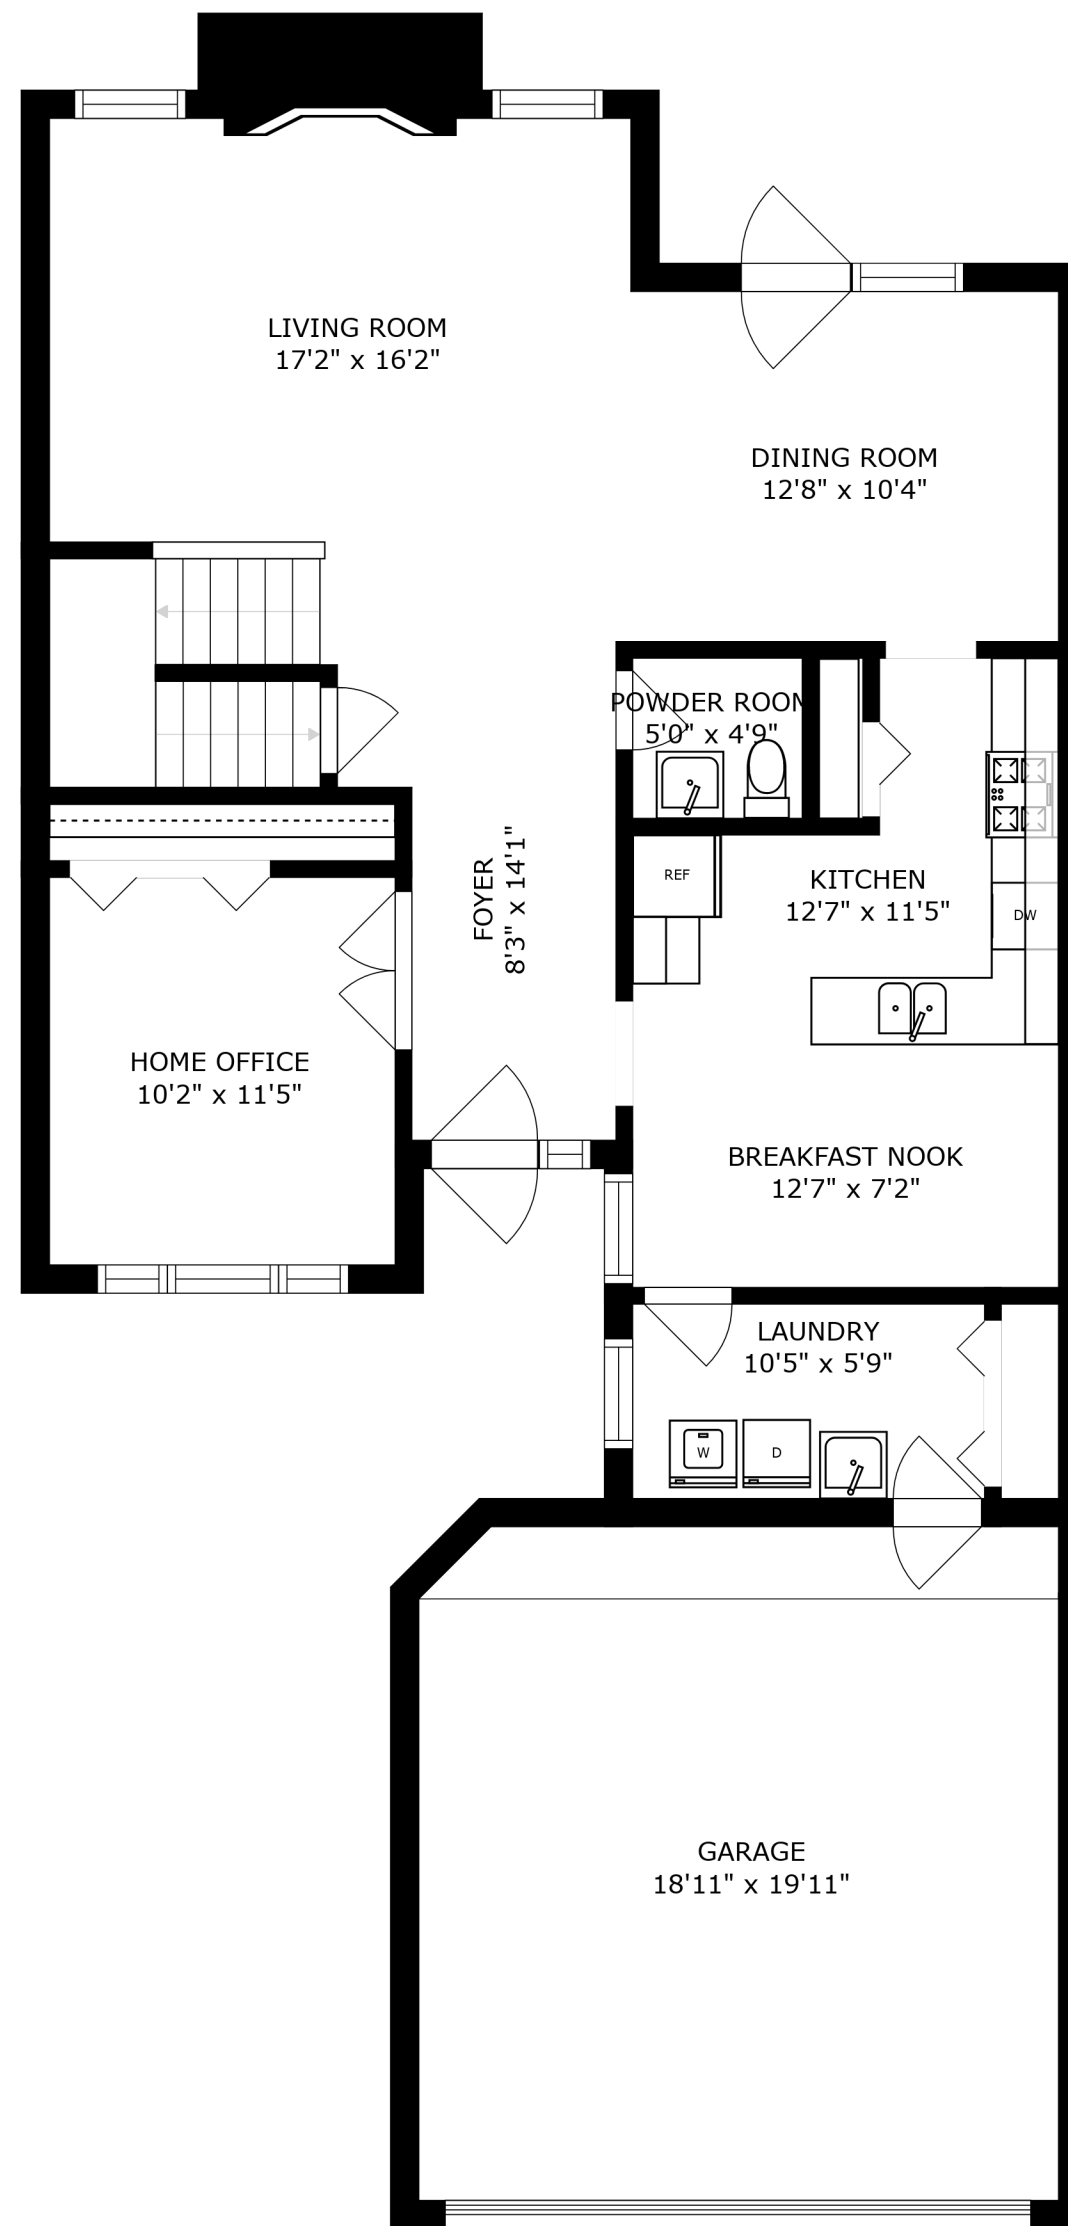 LIVING ROOM
17'2" x 16'2"
DINING ROOM
12'8" x 10'4"
POWDER ROOM
5'0" x 4'9"
FOYER
8'3" x 14'1"
REF
KITCHEN
12'7" x 11'5"
DW
HOME OFFICE
10'2" x 11'5"
BREAKFAST NOOK
12'7" x 7'2"
LAUNDRY
10'5" x 5'9"
W
D
GARAGE
18'11" x 19'11"